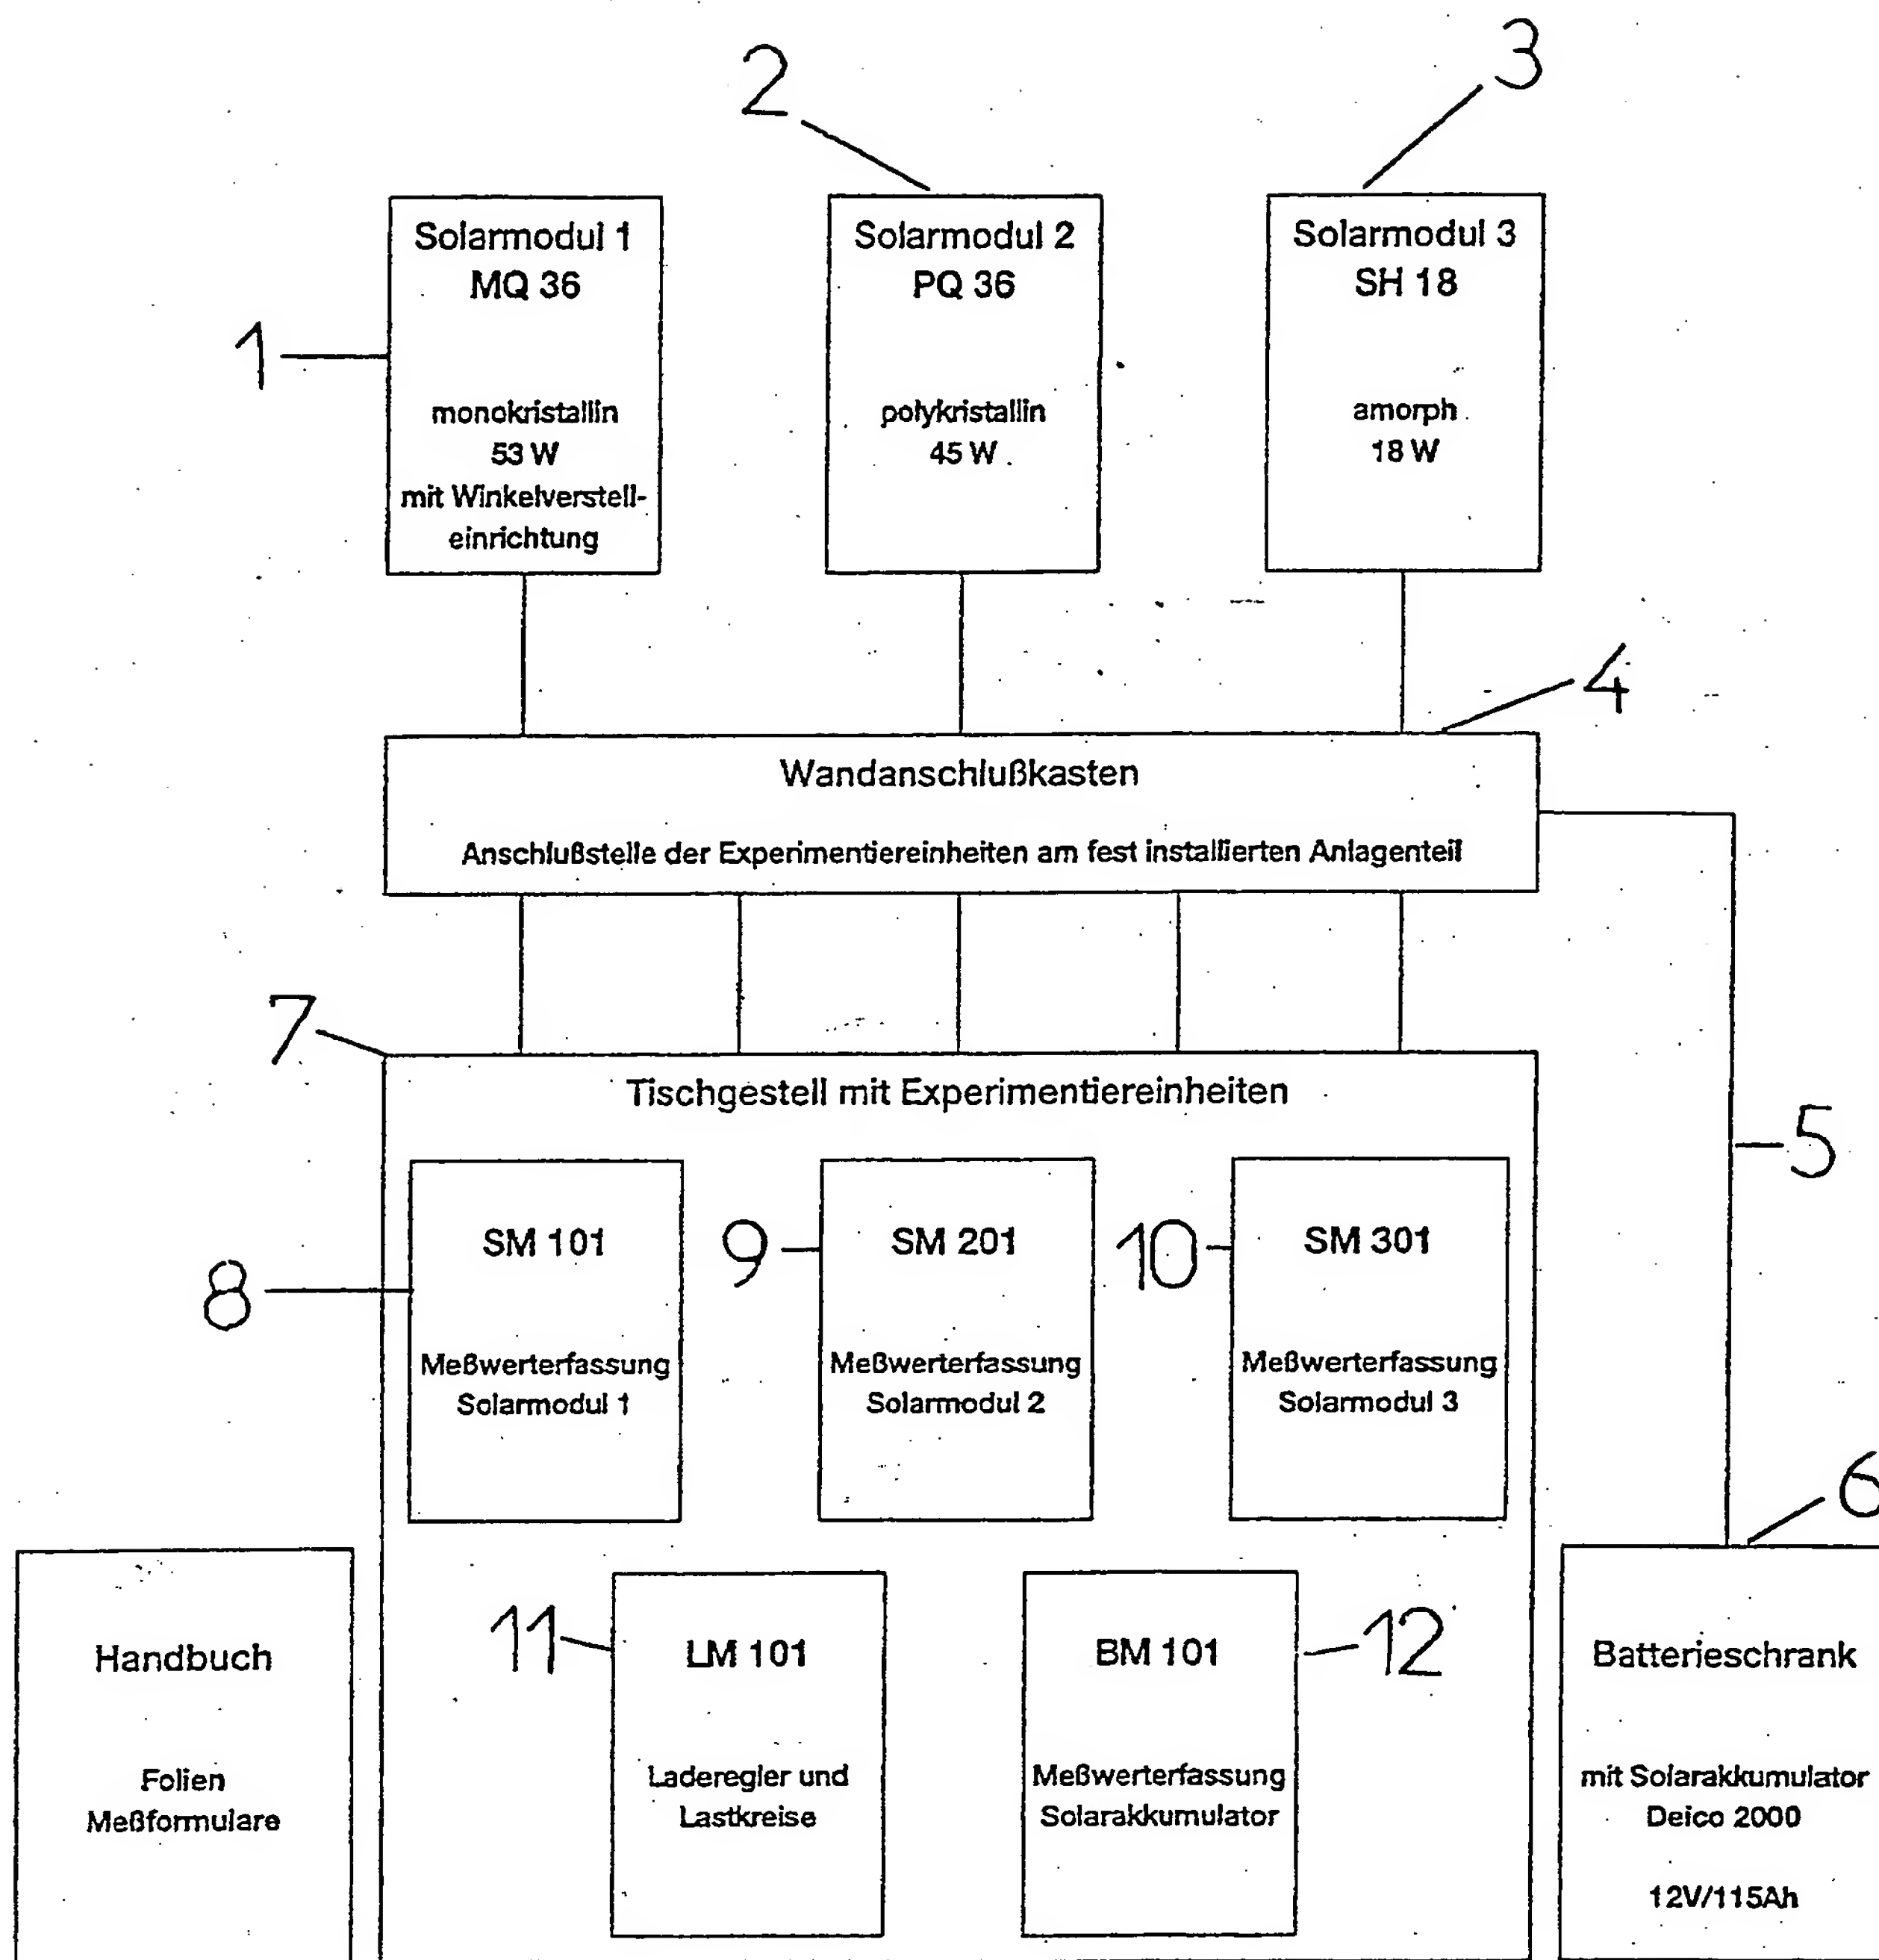 2
3
Solarmodul 1
MQ 36
monokristallin
53 W
mit Winkelverstell-
einrichtung
Solarmodul 2
PQ 36
polykristallin
45 W
Solarmodul 3
SH 18
amorph
18 W
1
4
Wandanschlußkasten
Anschlußstelle der Experimentiereinheiten am fest installierten Anlagenteil
7
Tischgestell mit Experimentiereinheiten
5
8
SM 101
Meßwerterfassung
Solarmodul 1
9
SM 201
Meßwerterfassung
Solarmodul 2
10
SM 301
Meßwerterfassung
Solarmodul 3
6
Handbuch
Folien
Meßformulare
11
LM 101
Laderegler und
Lastkreise
BM 101
Meßwerterfassung
Solarakkumulator
12
Batterieschrank
mit Solarakkumulator
Deico 2000
12V/115Ah